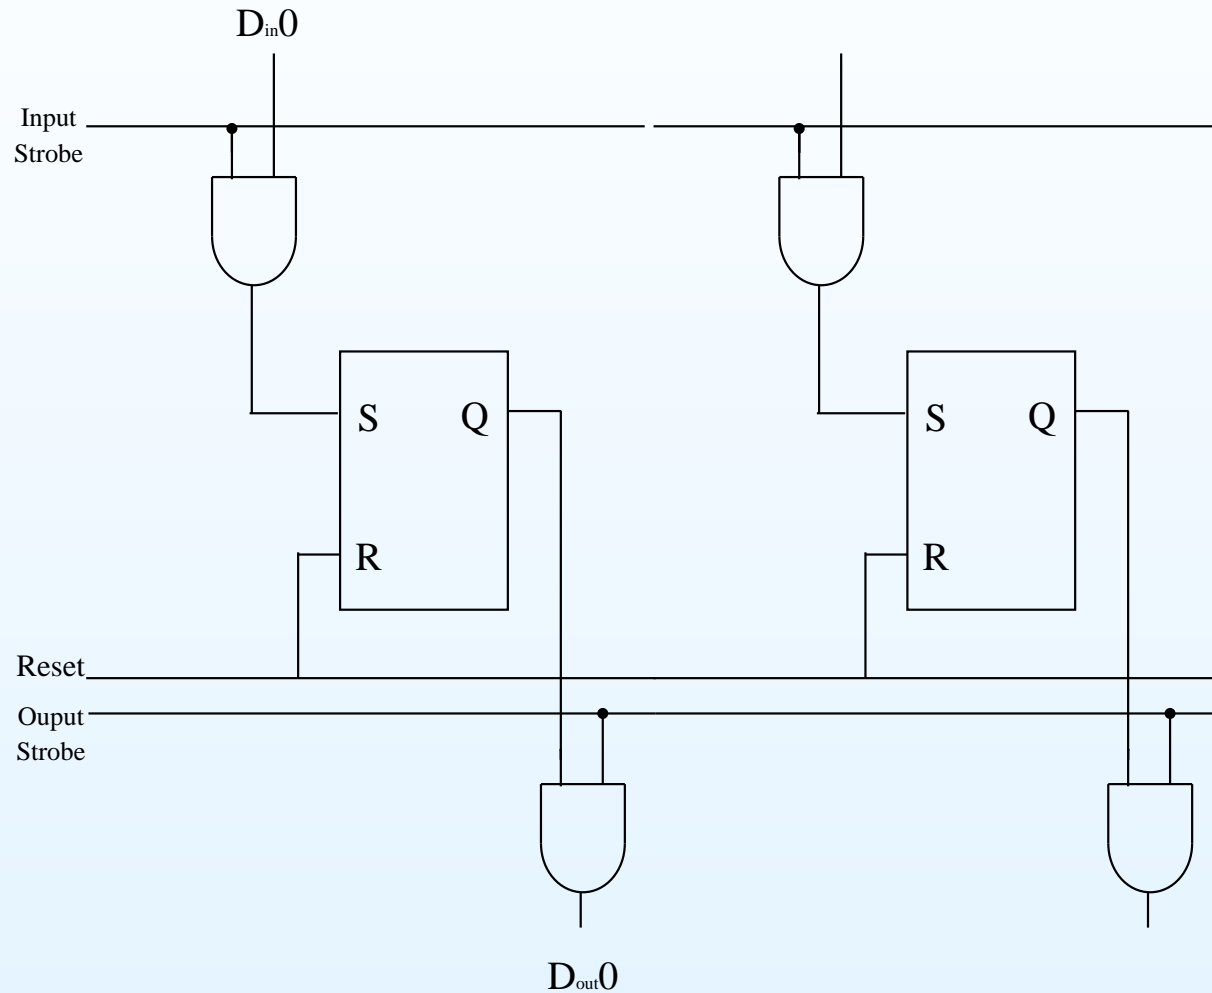 Din0
Input
Strobe
S Q
R
S Q
R
Reset
Ouput
Strobe
Dout0